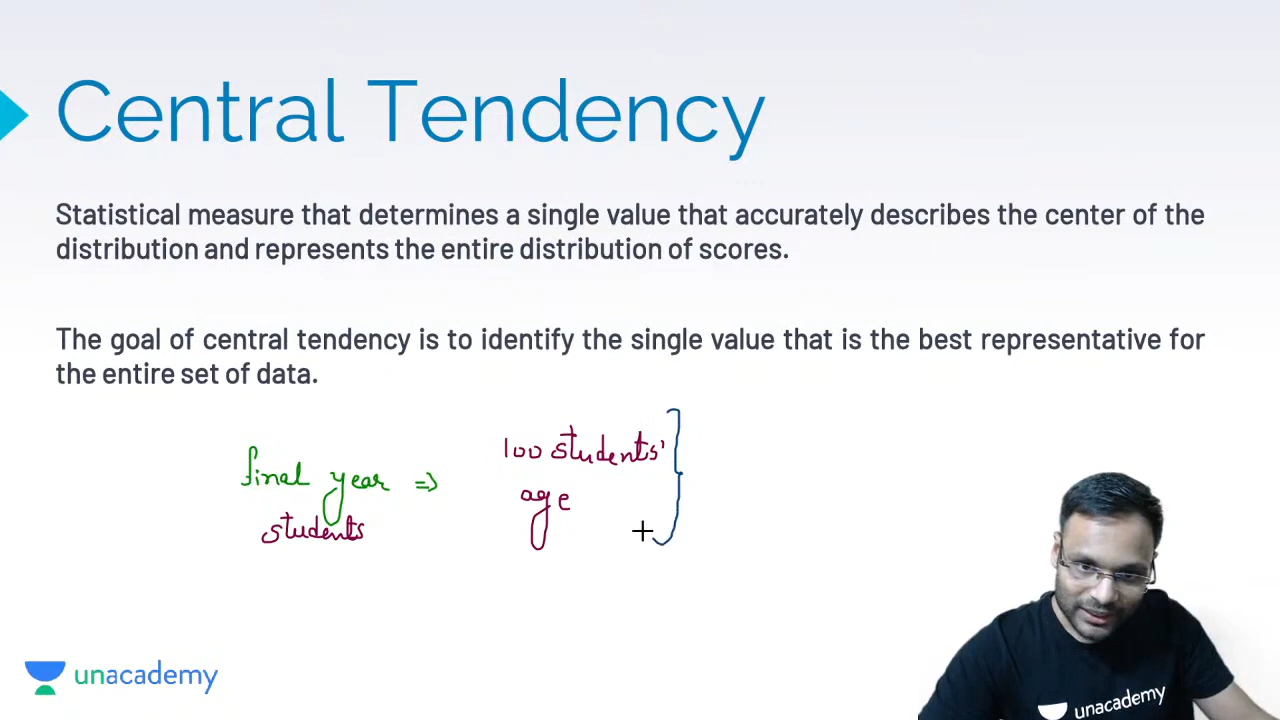 Central Tendency
Statistical measure that determines a single value that accurately describes the center of the
distribution and represents the entire distribution of scores.
The goal of central tendency is to identify the single value that is the best representative for
the entire set of data.
final year ⇒
students
100 students'
age
unacademy
unacademy